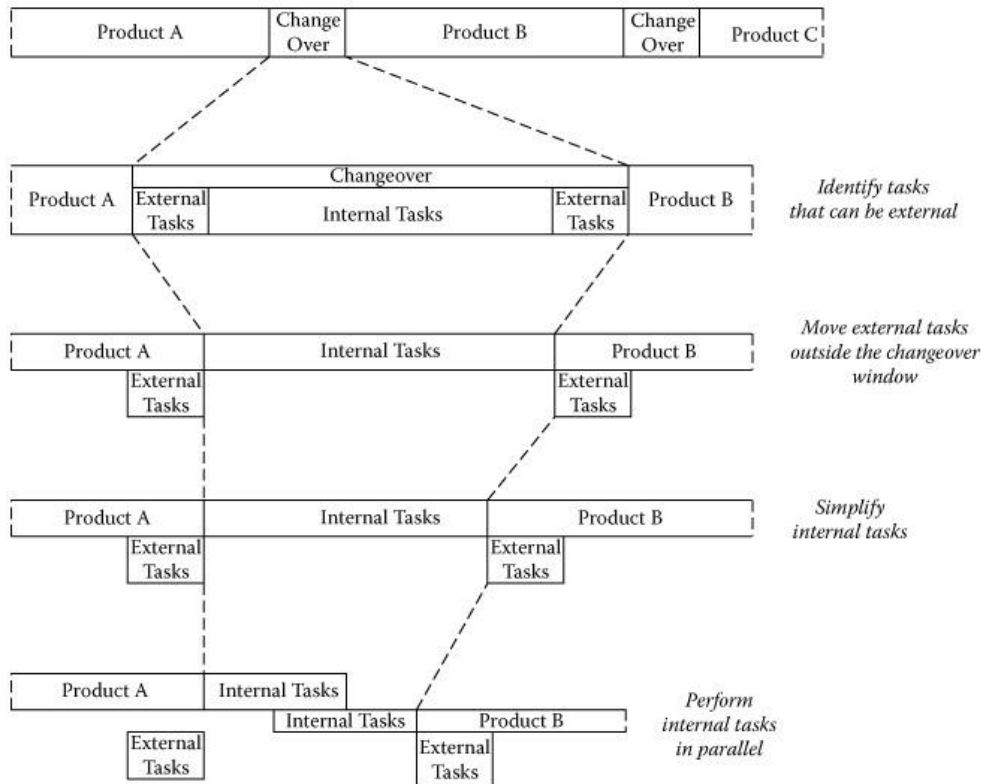 Product A
Change
Over
Product B
Change
Over
Product C
Changeover
Product A
External
Tasks
Internal Tasks
External
Tasks
Product B
Identify tasks
that can be external
Product A
Internal Tasks
Product B
External
Tasks
External
Tasks
Move external tasks
outside the changeover
window
Product A
Internal Tasks
Product B
External
Tasks
External
Tasks
Simplify
internal tasks
Product A
Internal Tasks
Internal Tasks
Product B
External
Tasks
External
Tasks
Perform
internal tasks
in parallel